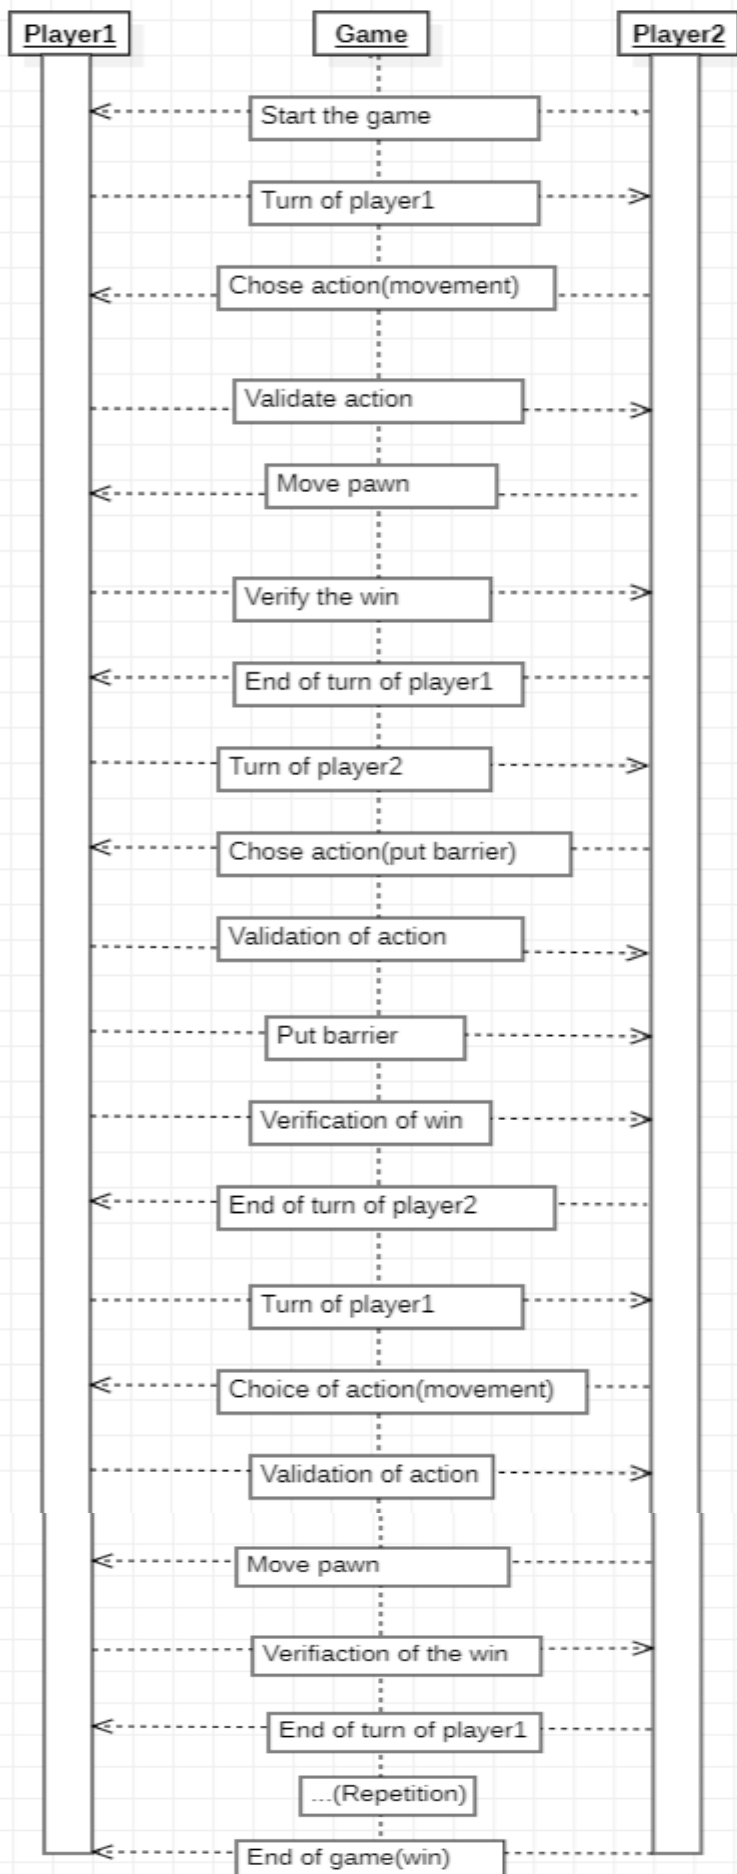 Player1 Game Player2
Start the game
Turn of player1
Chose action(movement)
Validate action
Move pawn
Verify the win
End of turn of player1
Turn of player2
Chose action(put barrier)
Validation of action
Put barrier
Verification of win
End of turn of player2
Turn of player1
Choice of action(movement)
Validation of action
Move pawn
Verifiaction of the win
End of turn of player1
...(Repetition)
End of game(win)